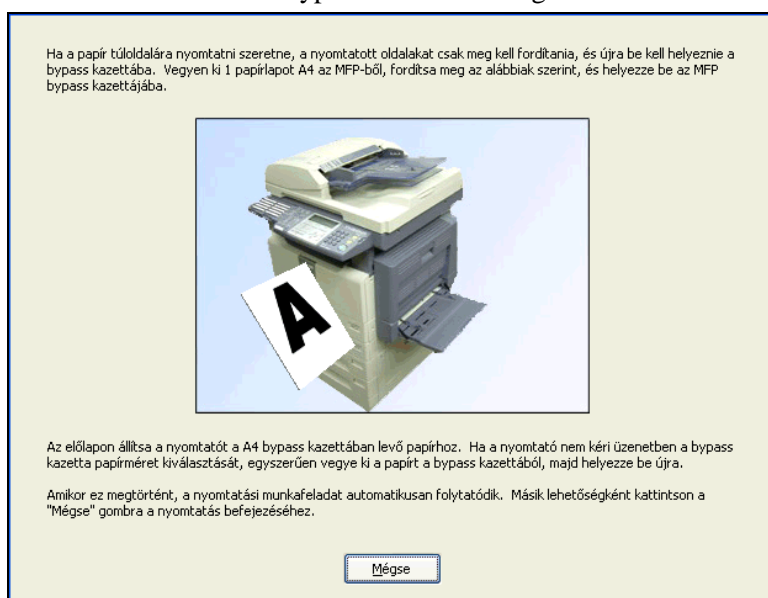 Ha a papír túloldalára nyomtatni szeretne, a nyomtatott oldalakat csak meg kell fordítania, és újra be kell helyeznie a
bypass kazettába.  Vegyen ki 1 papírlapot A4 az MFP-ből, fordítsa meg az alábbiak szerint, és helyezze be az MFP
bypass kazettájába.
A
Az előlapon állítsa a nyomtatót a A4 bypass kazettában levő papírhoz.  Ha a nyomtató nem kéri üzenetben a bypass
kazetta papírméret kiválasztását, egyszerűen vegye ki a papírt a bypass kazettából, majd helyezze be újra.
Amikor ez megtörtént, a nyomtatási munkafeladat automatikusan folytatódik.  Másik lehetőségként kattintson a
"Mégse" gombra a nyomtatás befejezéséhez.
Mégse